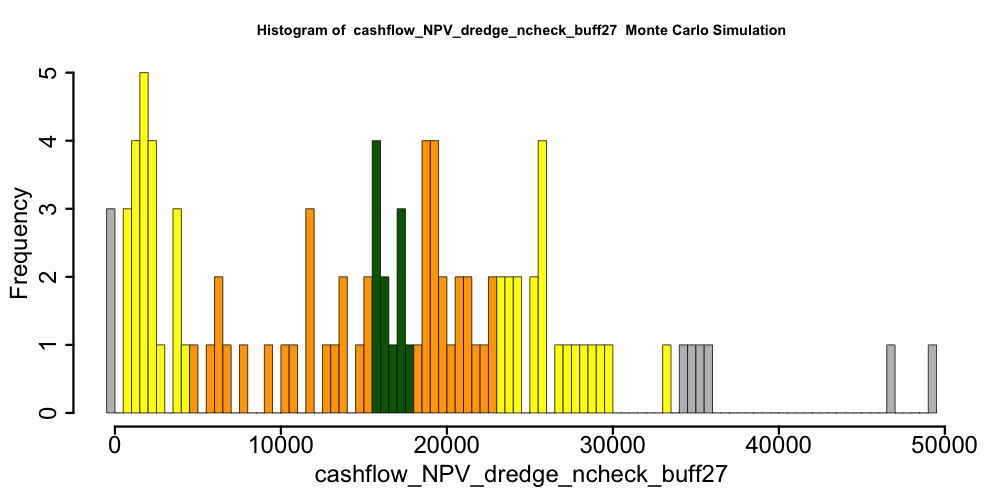 Histogram of cashflow_NPV_dredge_ncheck_buff27 Monte Carlo Simulation
Frequency
5
4
3
2
1
0
0 10000 20000 30000 40000 50000
cashflow_NPV_dredge_ncheck_buff27